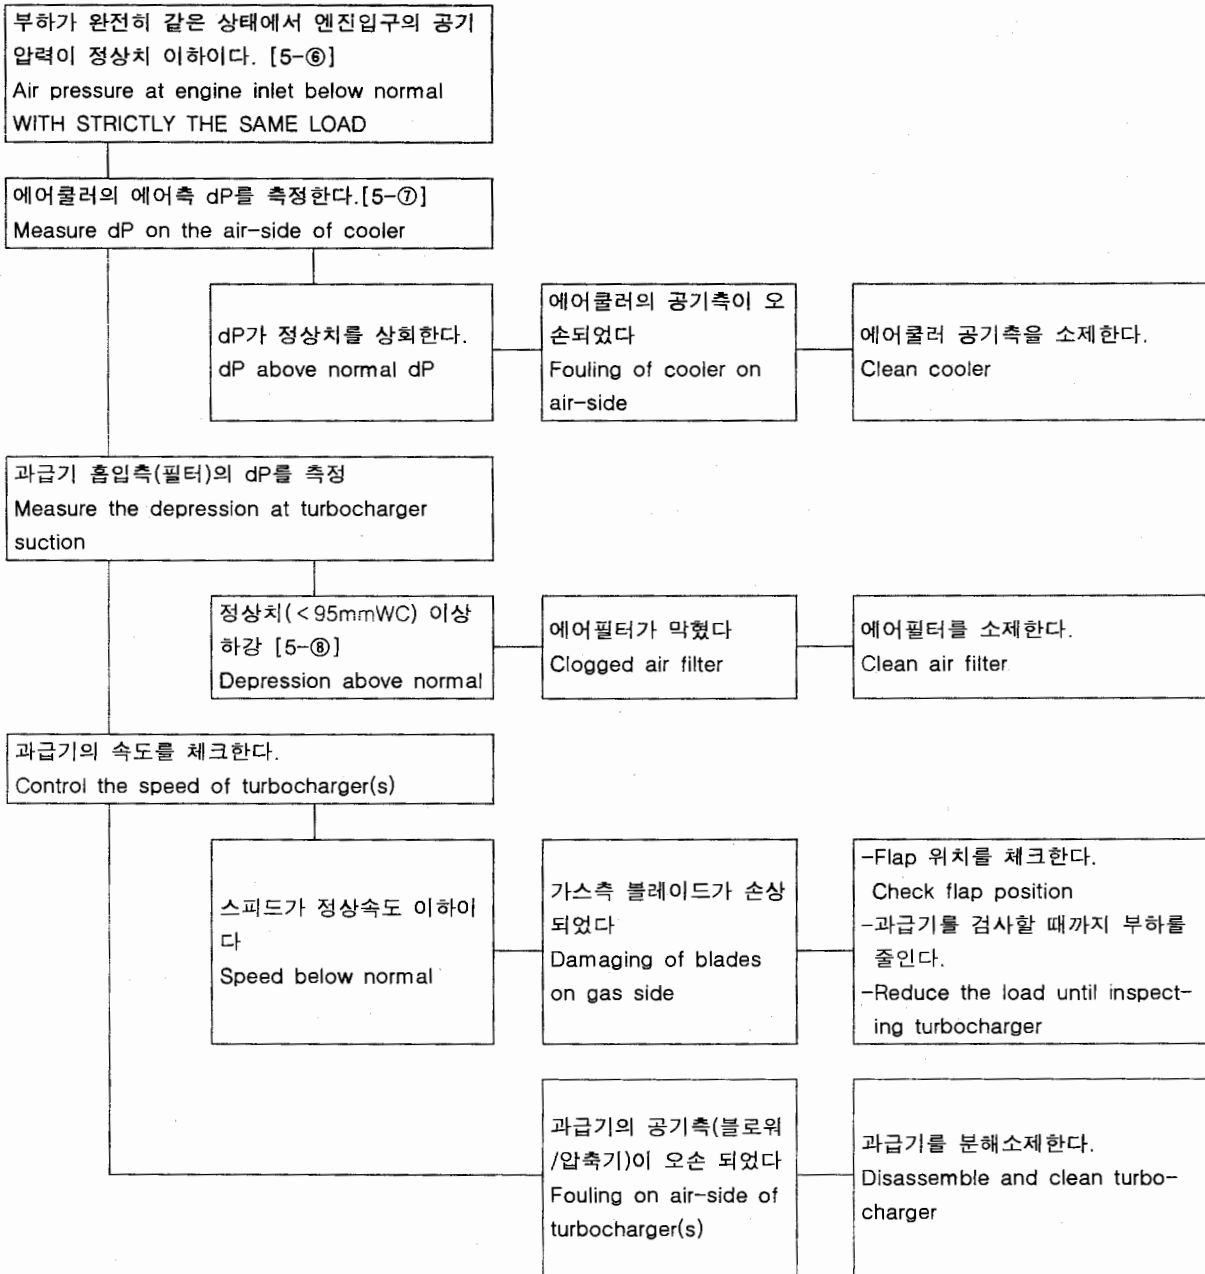 부하가 완전히 같은 상태에서 엔진입구의 공기
압력이 정상치 이하이다. [5-⑥]
Air pressure at engine inlet below normal
WITH STRICTLY THE SAME LOAD
에어쿨러의 에어측 dP를 측정한다.[5-⑦]
Measure dP on the air-side of cooler
dP가 정상치를 상회한다.
dP above normal dP
에어쿨러의 공기측이 오
손되었다
Fouling of cooler on
air-side
에어쿨러 공기측을 소제한다.
Clean cooler
과급기 흡입측(필터)의 dP를 측정
Measure the depression at turbocharger
suction
정상치(<95mmWC) 이상
하강 [5-⑧]
Depression above normal
에어필터가 막혔다
Clogged air filter
에어필터를 소제한다.
Clean air filter
과급기의 속도를 체크한다.
Control the speed of turbocharger(s)
스피드가 정상속도 이하이
다
Speed below normal
가스측 블레이드가 손상
되었다
Damaging of blades
on gas side
-Flap 위치를 체크한다.
Check flap position
-과급기를 검사할 때까지 부하를
줄인다.
-Reduce the load until inspect-
ing turbocharger
과급기의 공기측(블로워
/압축기)이 오손 되었다
Fouling on air-side of
turbocharger(s)
과급기를 분해소제한다.
Disassemble and clean turbo-
charger